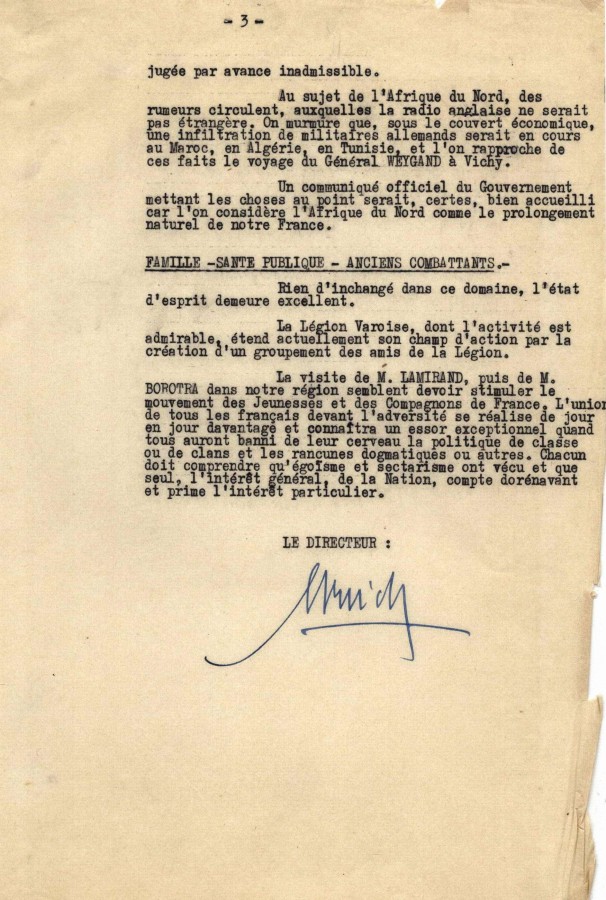 - 3 -
jugée par avance inadmissible.
Au sujet de l'Afrique du Nord, des
rumeurs circulent, auxquelles la radio anglaise ne serait
pas étrangère. On murmure que, sous le couvert économique,
une infiltration de militaires allemands serait en cours
au Maroc, en Algérie, en Tunisie, et l'on rapproche de
ces faits le voyage du Général WEYGAND à Vichy.
Un communiqué officiel du Gouvernement
mettant les choses au point serait, certes, bien accueilli
car l'on considère l'Afrique du Nord comme le prolongement
naturel de notre France.
FAMILLE -SANTE PUBLIQUE - ANCIENS COMBATTANTS.-
Rien d'inchangé dans ce domaine, l'état
d'esprit demeure excellent.
La Légion Varoise, dont l'activité est
admirable, étend actuellement son champ d'action par la
création d'un groupement des amis de la Légion.
La visite de M. LAMIRAND, puis de M.
BOROTRA dans notre région semblent devoir stimuler le
mouvement des Jeunesses et des Compagnons de France. L'union
de tous les français devant l'adversité se réalise de jour
en jour davantage et connaîtra un essor exceptionnel quand
tous auront banni de leur cerveau la politique de classe
ou de clans et les rancunes dogmatiques ou autres. Chacun
doit comprendre qu'égoîsme et sectarisme ont vécu et que
seul, l'intérêt général, de la Nation, compte dorénavant
et prime l'intérêt particulier.
LE DIRECTEUR :